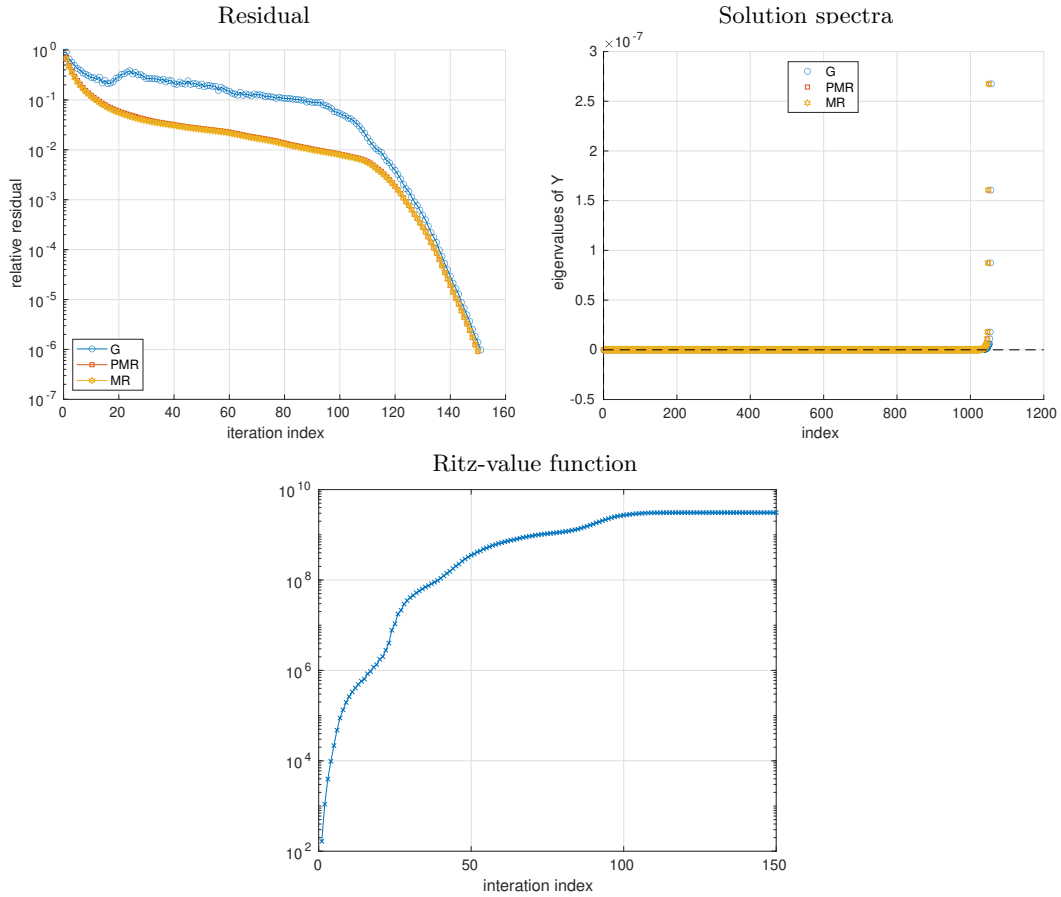 Residual
10^0
10^-1
10^-2
10^-3
10^-4
10^-5
10^-6
10^-7
relative residual
G
PMR
MR
0 20 40 60 80 100 120 140 160
iteration index
Solution spectra
×10^-7
3
2.5
2
1.5
1
0.5
0
-0.5
eigenvalues of Y
G
PMR
MR
0 200 400 600 800 1000 1200
index
Ritz-value function
10^10
10^8
10^6
10^4
10^2
0 50 100 150
interation index